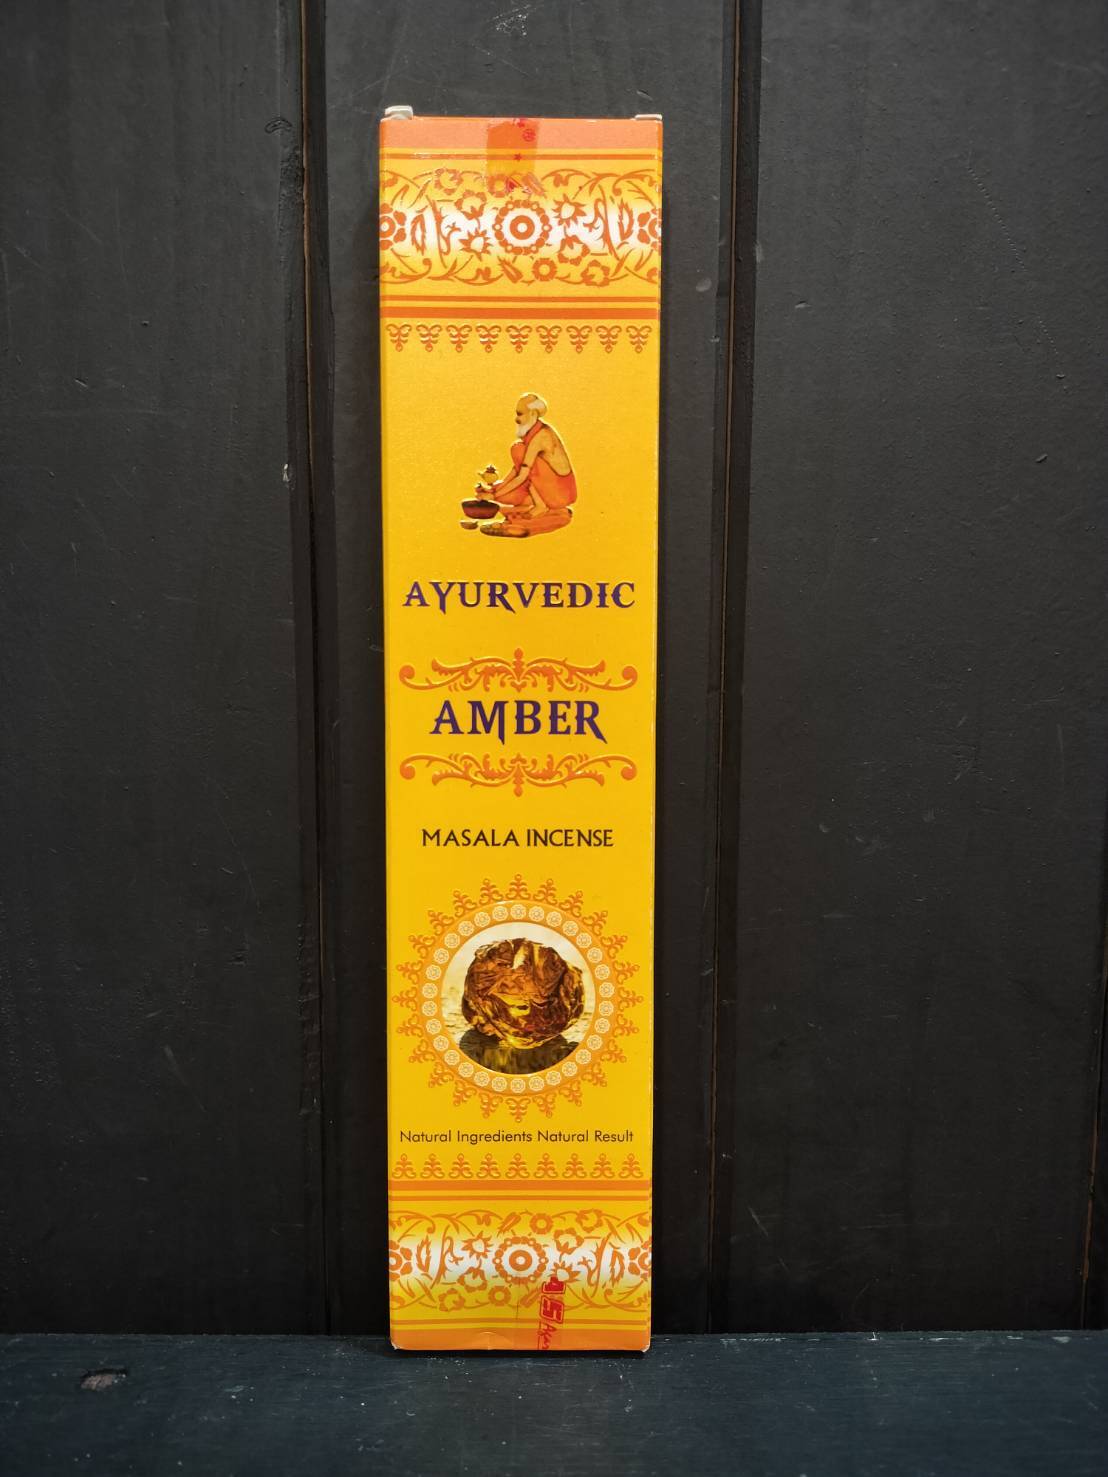 AYURVEDIC
AMBER
MASALA INCENSE
Natural Ingredients Natural Result